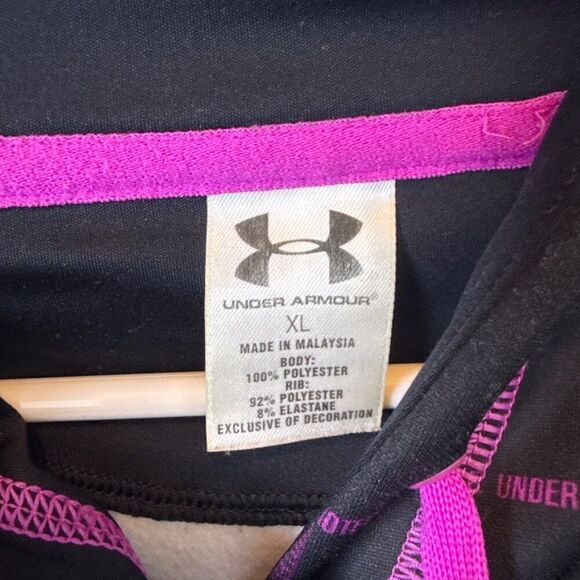 UNDER ARMOUR®
XL
MADE IN MALAYSIA
BODY:
100% POLYESTER
RIB:
92% POLYESTER
8% ELASTANE
EXCLUSIVE OF DECORATION
UNDER